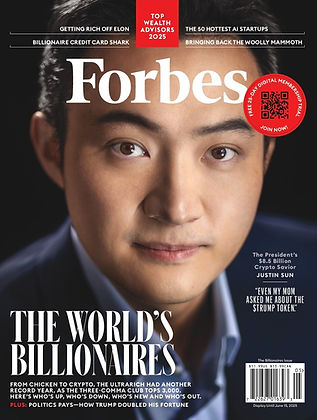 GETTING RICH OFF ELON
TOP
WEALTH
ADVISORS
2025
THE 50 HOTTEST AI STARTUPS
BILLIONAIRE CREDIT CARD SHARK
BRINGING BACK THE WOOLLY MAMMOTH
Forbes
FREE 25-DAY DIGITAL MEMBERSHIP TRIAL
JOIN NOW!
The President's
$8.5 Billion
Crypto Savior
JUSTIN SUN
"EVEN MY MOM
ASKED ME ABOUT THE
$TRUMP TOKEN."
THE WORLD'S
BILLIONAIRES
FROM CHICKEN TO CRYPTO, THE ULTRARICH HAD ANOTHER
RECORD YEAR, AS THE THREE-COMMA CLUB TOPS 3,000.
HERE'S WHO'S UP, WHO'S DOWN, WHO'S NEW AND WHO'S OUT.
PLUS: POLITICS PAYS—HOW TRUMP DOUBLED HIS FORTUNE
The Billionaires Issue
Display Until June 15, 2025